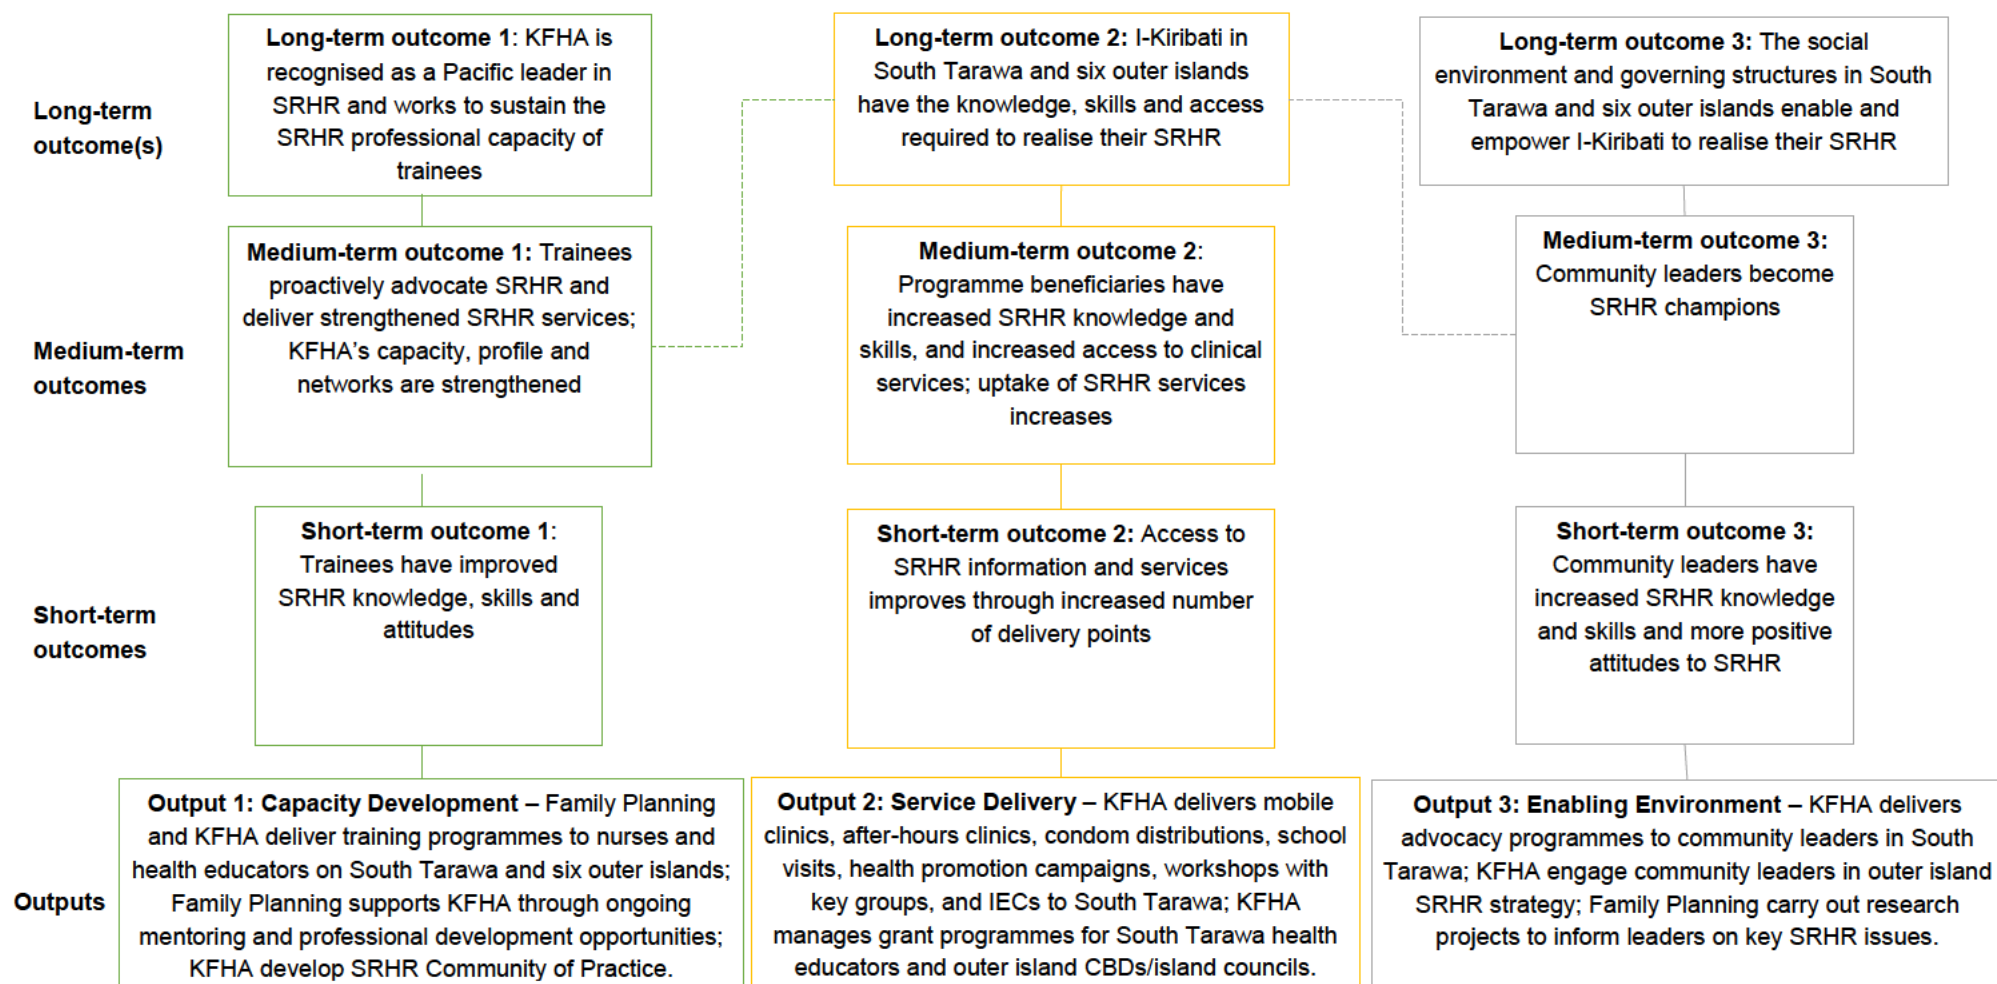 Long-term
outcome(s)
Long-term outcome 1: KFHA is
recognised as a Pacific leader in
SRHR and works to sustain the
SRHR professional capacity of
trainees
Long-term outcome 2: I-Kiribati in
South Tarawa and six outer islands
have the knowledge, skills and access
required to realise their SRHR
Long-term outcome 3: The social
environment and governing structures in South
Tarawa and six outer islands enable and
empower I-Kiribati to realise their SRHR
Medium-term
outcomes
Medium-term outcome 1: Trainees
proactively advocate SRHR and
deliver strengthened SRHR services;
KFHA's capacity, profile and
networks are strengthened
Medium-term outcome 2:
Programme beneficiaries have
increased SRHR knowledge and
skills, and increased access to clinical
services; uptake of SRHR services
increases
Medium-term outcome 3:
Community leaders become
SRHR champions
Short-term
outcomes
Short-term outcome 1:
Trainees have improved
SRHR knowledge, skills and
attitudes
Short-term outcome 2: Access to
SRHR information and services
improves through increased number
of delivery points
Short-term outcome 3:
Community leaders have
increased SRHR knowledge
and skills and more positive
attitudes to SRHR
Outputs
Output 1: Capacity Development – Family Planning
and KFHA deliver training programmes to nurses and
health educators on South Tarawa and six outer islands;
Family Planning supports KFHA through ongoing
mentoring and professional development opportunities;
KFHA develop SRHR Community of Practice.
Output 2: Service Delivery – KFHA delivers mobile
clinics, after-hours clinics, condom distributions, school
visits, health promotion campaigns, workshops with
key groups, and IECs to South Tarawa; KFHA
manages grant programmes for South Tarawa health
educators and outer island CBDs/island councils.
Output 3: Enabling Environment – KFHA delivers
advocacy programmes to community leaders in South
Tarawa; KFHA engage community leaders in outer island
SRHR strategy; Family Planning carry out research
projects to inform leaders on key SRHR issues.